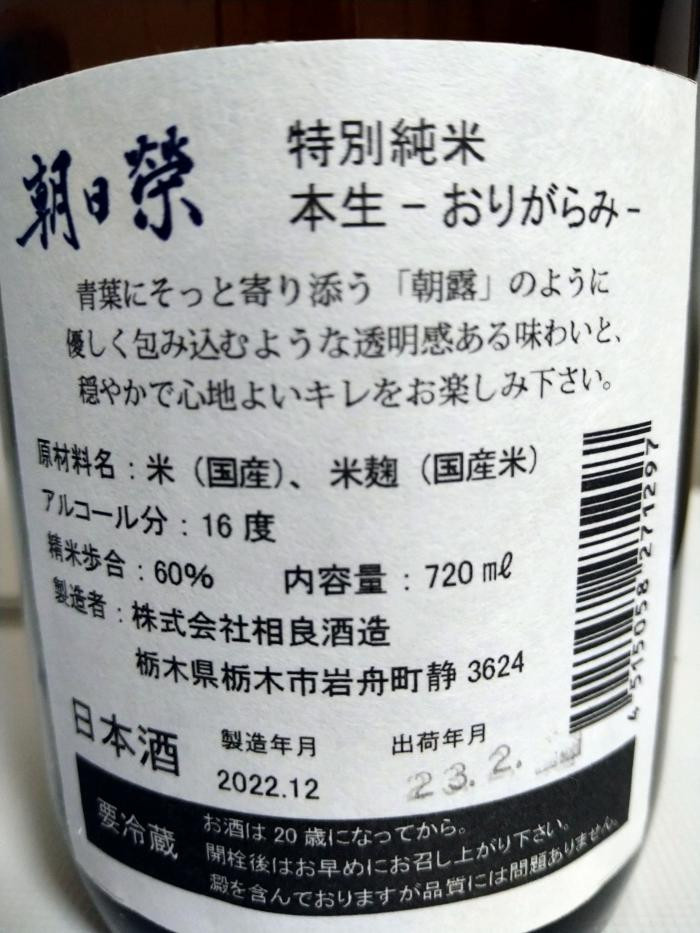 朝日榮
特別純米
本生－おりがらみ－
青葉にそっと寄り添う「朝露」のように
優しく包み込むような透明感ある味わいと、
穏やかで心地よいキレをお楽しみ下さい。
原材料名：米（国産）、米麹（国産米）
アルコール分：16度
精米歩合：60%　内容量：720㎖
製造者：株式会社相良酒造
栃木県栃木市岩舟町静3624
4 515058 271297
日本酒
製造年月　出荷年月
2022.12　23.2.
要冷蔵
お酒は20歳になってから。
開栓後はお早めにお召し上がり下さい。
澱を含んでおりますが品質には問題ありません。